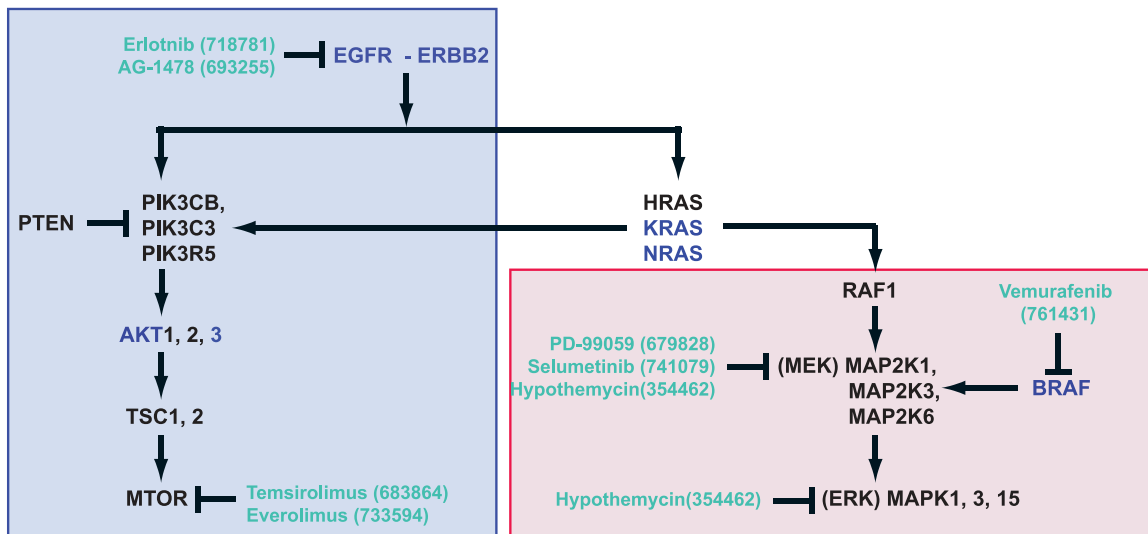 Erlotnib (718781)
AG-1478 (693255)
EGFR - ERBB2
PTEN
PIK3CB,
PIK3C3
PIK3R5
HRAS
KRAS
NRAS
AKT1, 2, 3
TSC1, 2
MTOR
Temsirolimus (683864)
Everolimus (733594)
RAF1
Vemurafenib
(761431)
PD-99059 (679828)
Selumetinib (741079)
Hypothemycin(354462)
(MEK) MAP2K1,
MAP2K3,
MAP2K6
BRAF
Hypothemycin(354462)
(ERK) MAPK1, 3, 15